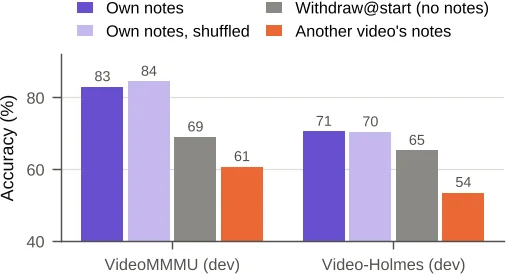 Own notes
Withdraw@start (no notes)
Own notes, shuffled
Another video's notes
Accuracy (%)
80
60
40
83
84
69
61
71
70
65
54
VideoMMMU (dev)
Video-Holmes (dev)